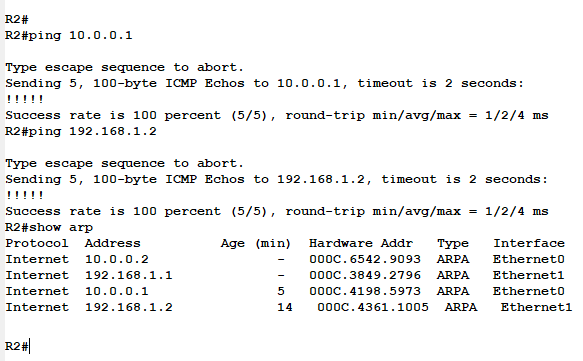 R2#
R2#ping 10.0.0.1
Type escape sequence to abort.
Sending 5, 100-byte ICMP Echos to 10.0.0.1, timeout is 2 seconds:
!!!!!
Success rate is 100 percent (5/5), round-trip min/avg/max = 1/2/4 ms
R2#ping 192.168.1.2
Type escape sequence to abort.
Sending 5, 100-byte ICMP Echos to 192.168.1.2, timeout is 2 seconds:
!!!!!
Success rate is 100 percent (5/5), round-trip min/avg/max = 1/2/4 ms
R2#show arp
Protocol  Address          Age (min)  Hardware Addr   Type   Interface
Internet  10.0.0.2                -   000C.6542.9093  ARPA   Ethernet0
Internet  192.168.1.1             -   000C.3849.2796  ARPA   Ethernet1
Internet  10.0.0.1                5   000C.4198.5973  ARPA   Ethernet0
Internet  192.168.1.2             14   000C.4361.1005  ARPA   Ethernet1
R2#